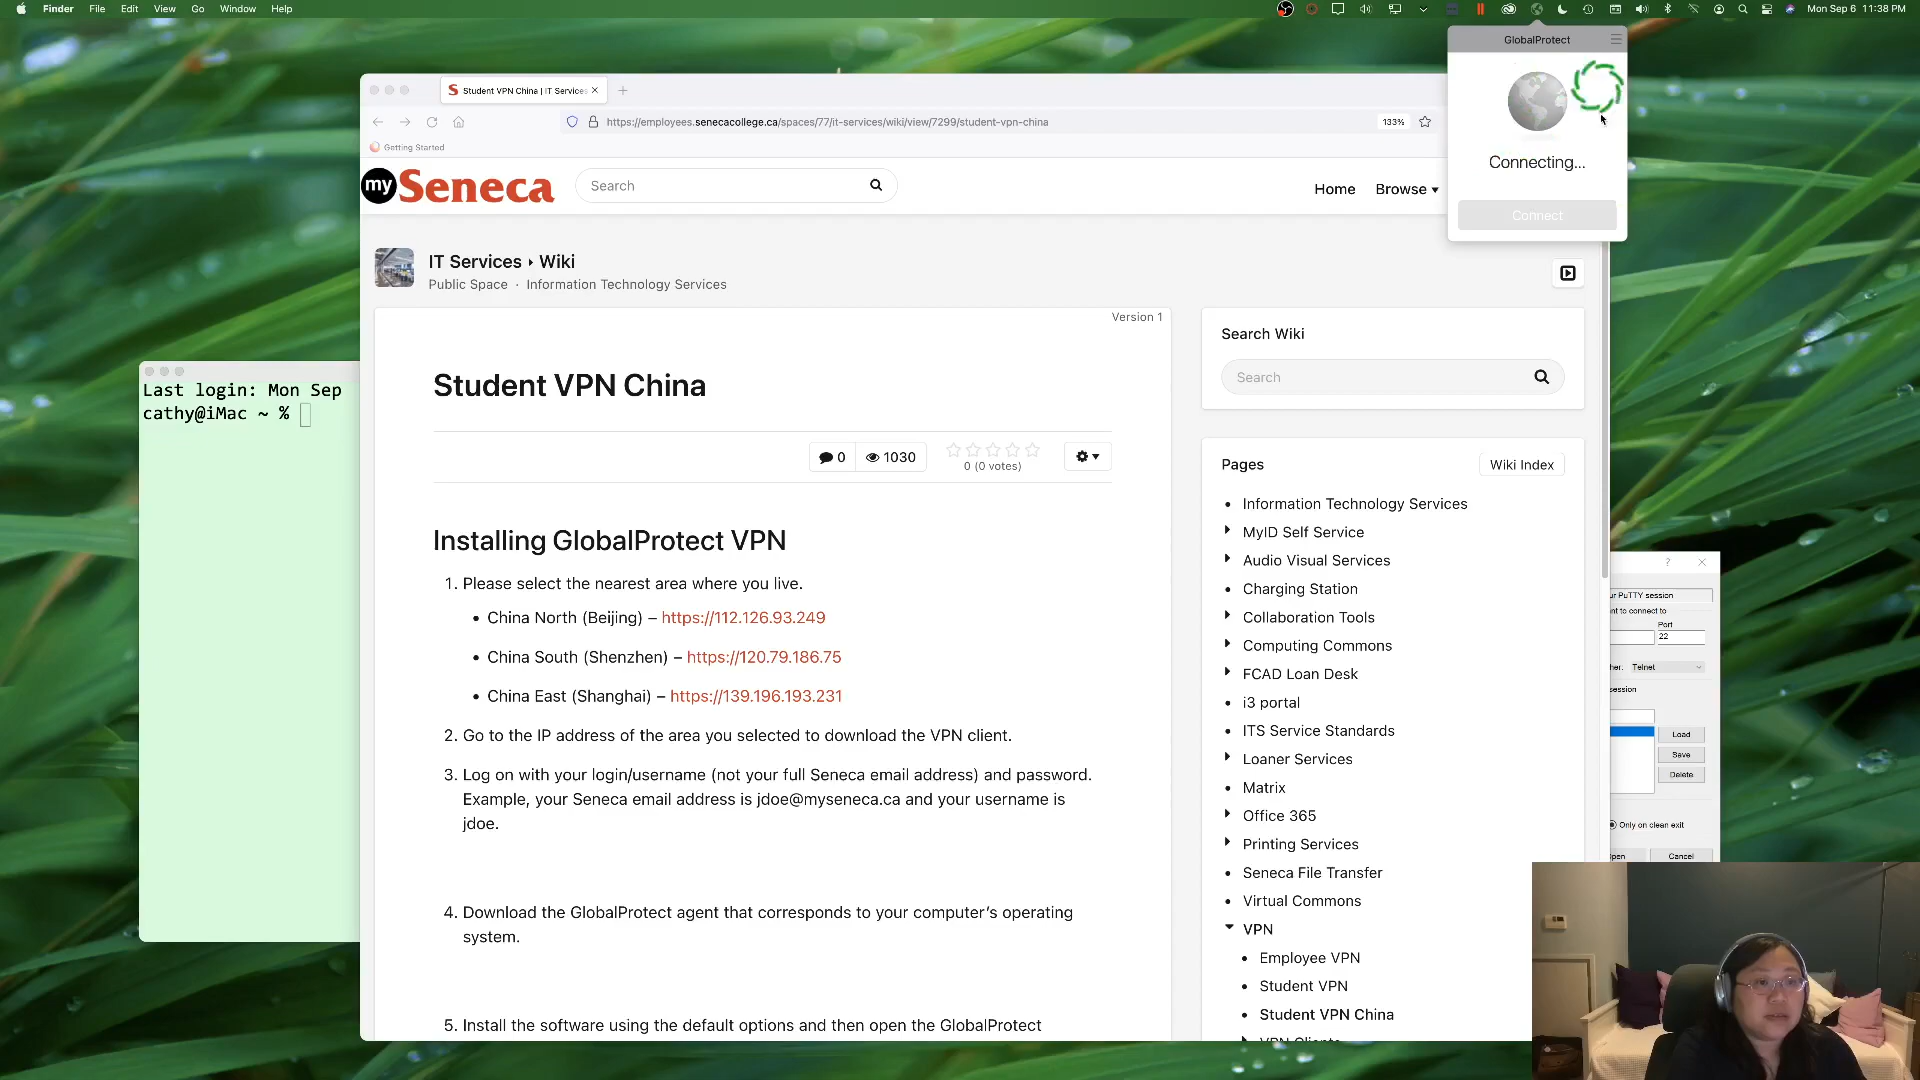 Finder File Edit View Go Window Help
Mon Sep 6 11:38 PM
GlobalProtect
Connecting...
Connect
Student VPN China | IT Services
https://employees.senecacollege.ca/spaces/77/it-services/wiki/view/7299/student-vpn-china
133%
Getting Started
my Seneca
Search
Home Browse
IT Services Wiki
Public Space · Information Technology Services
Version 1
Student VPN China
0 1030
0 (0 votes)
Installing GlobalProtect VPN
1. Please select the nearest area where you live.
• China North (Beijing) – https://112.126.93.249
• China South (Shenzhen) – https://120.79.186.75
• China East (Shanghai) – https://139.196.193.231
2. Go to the IP address of the area you selected to download the VPN client.
3. Log on with your login/username (not your full Seneca email address) and password.
Example, your Seneca email address is jdoe@myseneca.ca and your username is
jdoe.
4. Download the GlobalProtect agent that corresponds to your computer's operating
system.
5. Install the software using the default options and then open the GlobalProtect
Search Wiki
Search
Pages
Wiki Index
• Information Technology Services
MyID Self Service
Audio Visual Services
• Charging Station
Collaboration Tools
Computing Commons
FCAD Loan Desk
• i3 portal
• ITS Service Standards
Loaner Services
• Matrix
Office 365
Printing Services
• Seneca File Transfer
• Virtual Commons
VPN
• Employee VPN
• Student VPN
• Student VPN China
VPN Clients
Last login: Mon Sep
cathy@iMac ~ %
ur PuTTY session
nt to connect to
Port
22
her: Telnet
session
Load
Save
Delete
Only on clean exit
pen
Cancel